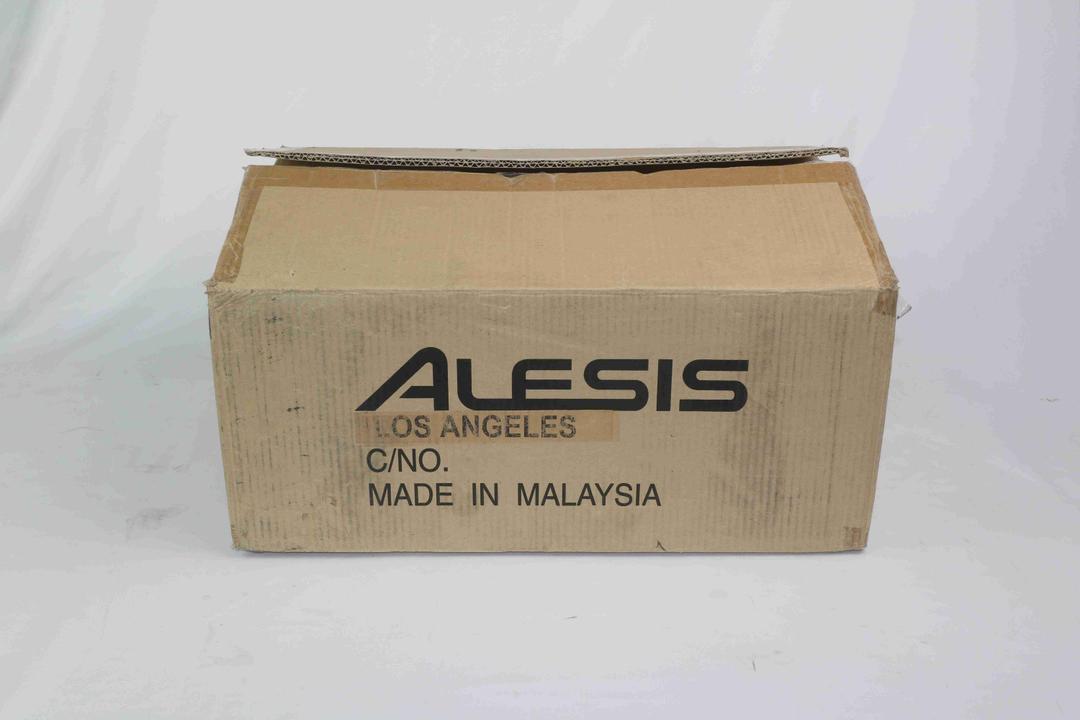 ALESIS
LOS ANGELES
C/NO.
MADE IN MALAYSIA